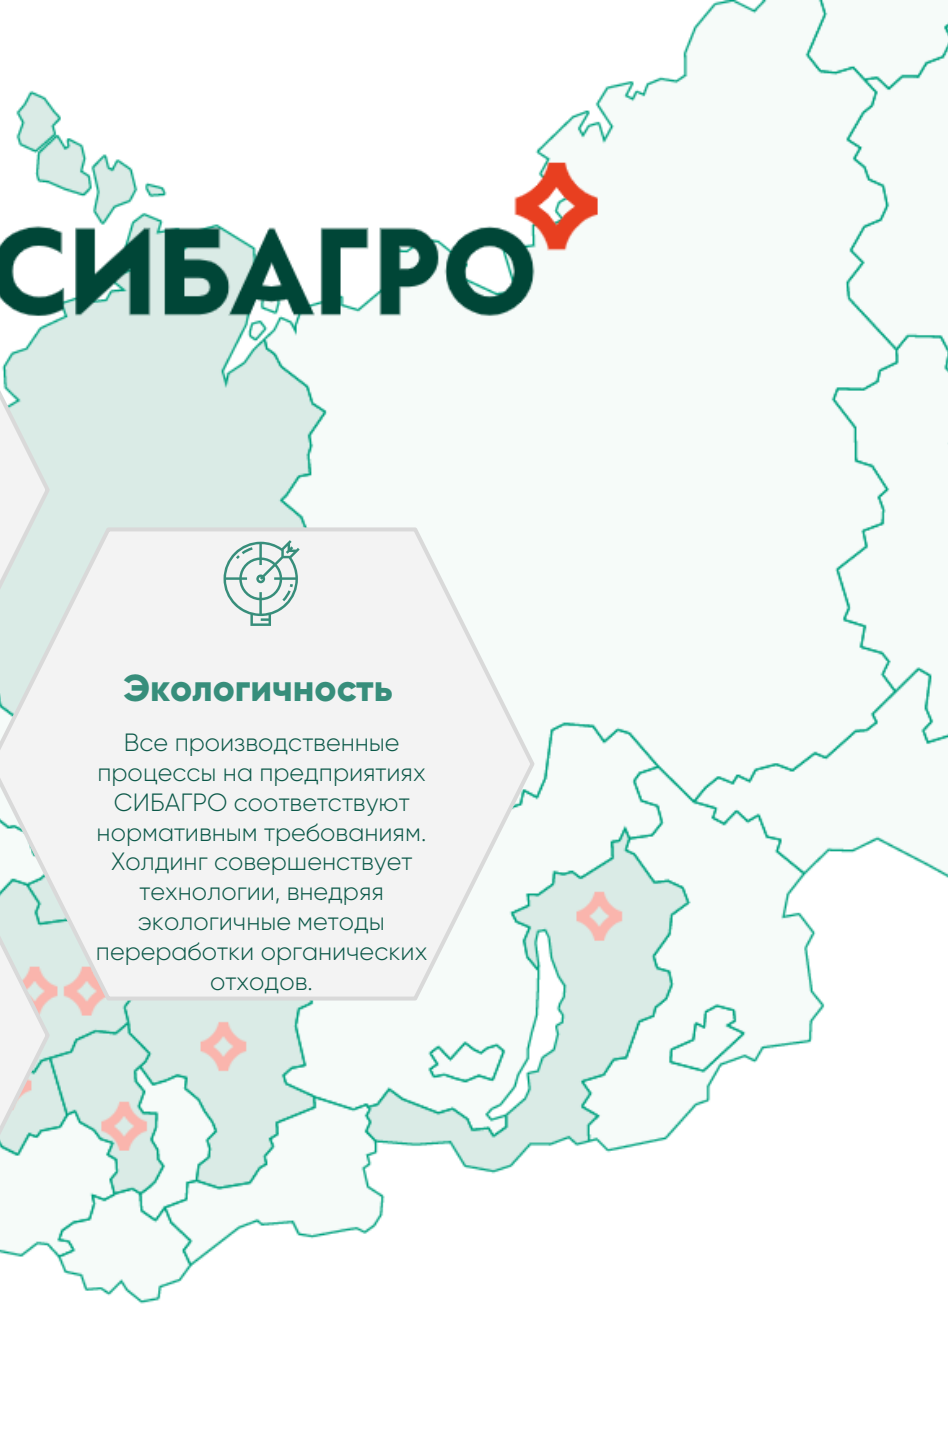 СИБАГРО
Экологичность
Все производственные
процессы на предприятиях
СИБАГРО соответствуют
нормативным требованиям.
Холдинг совершенствует
технологии, внедряя
экологичные методы
переработки органических
отходов.